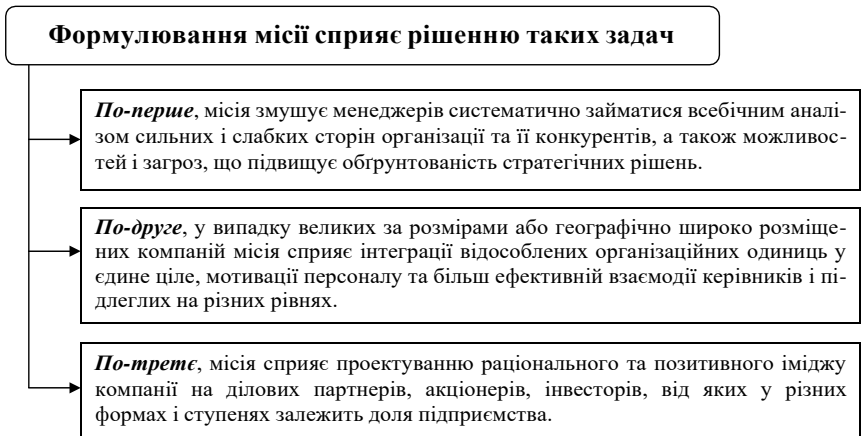 Формулювання місії сприяє рішенню таких задач
По-перше, місія змушує менеджерів систематично займатися всебічним аналі-
зом сильних і слабких сторін організації та її конкурентів, а також можливос-
тей і загроз, що підвищує обґрунтованість стратегічних рішень.
По-друге, у випадку великих за розмірами або географічно широко розміще-
них компаній місія сприяє інтеграції відособлених організаційних одиниць у
єдине ціле, мотивації персоналу та більш ефективній взаємодії керівників і пі-
длеглих на різних рівнях.
По-третє, місія сприяє проектуванню раціонального та позитивного іміджу
компанії на ділових партнерів, акціонерів, інвесторів, від яких у різних
формах і ступенях залежить доля підприємства.